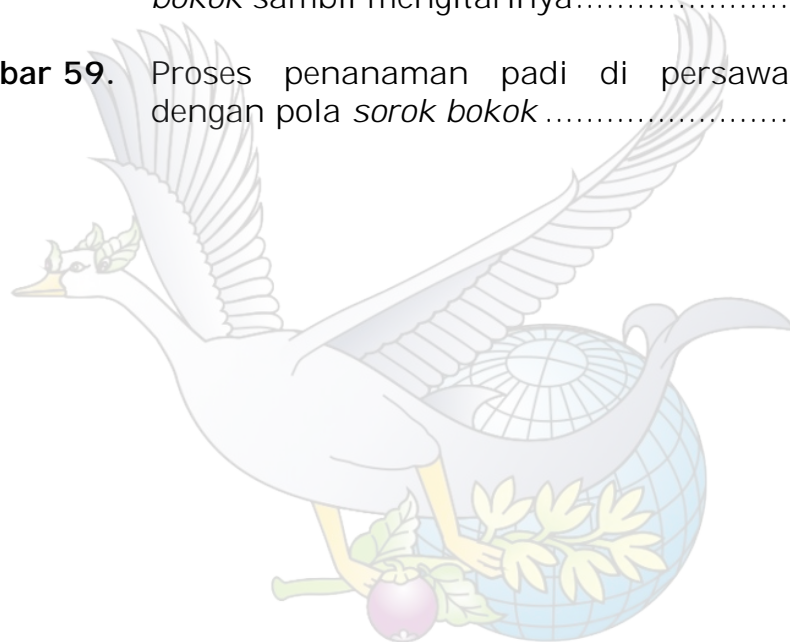 bokok sambil mengitarinya......................
bar 59. Proses penanaman padi di persawa
dengan pola sorok bokok ........................